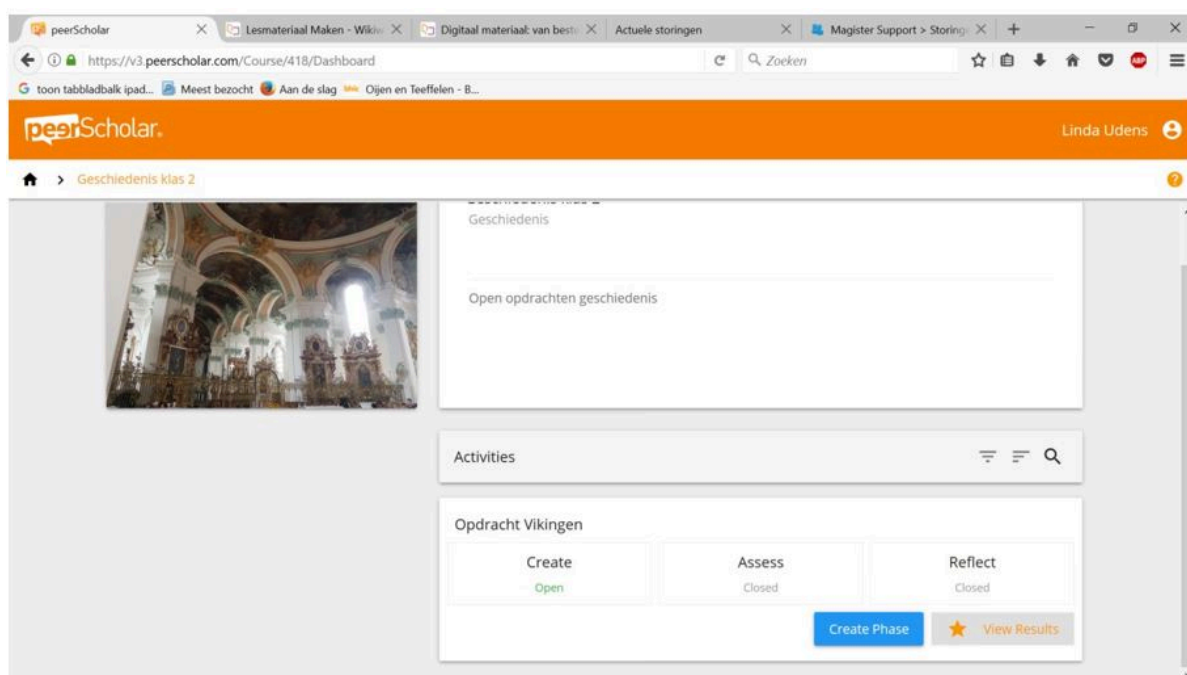 peerScholar
Lesmateriaal Maken - Wikiw
Digitaal materiaal: van beste
Actuele storingen
Magister Support > Storing
https://v3.peerscholar.com/Course/418/Dashboard
Zoeken
ABP
toon tabbladbalk ipad...
Meest bezocht
Aan de slag
Oijen en Teeffelen - B...
peerScholar.
Linda Udens
Geschiedenis klas 2
?
Geschiedenis
Open opdrachten geschiedenis
Activities
Opdracht Vikingen
Create
Assess
Reflect
Open
Closed
Closed
Create Phase
View Results